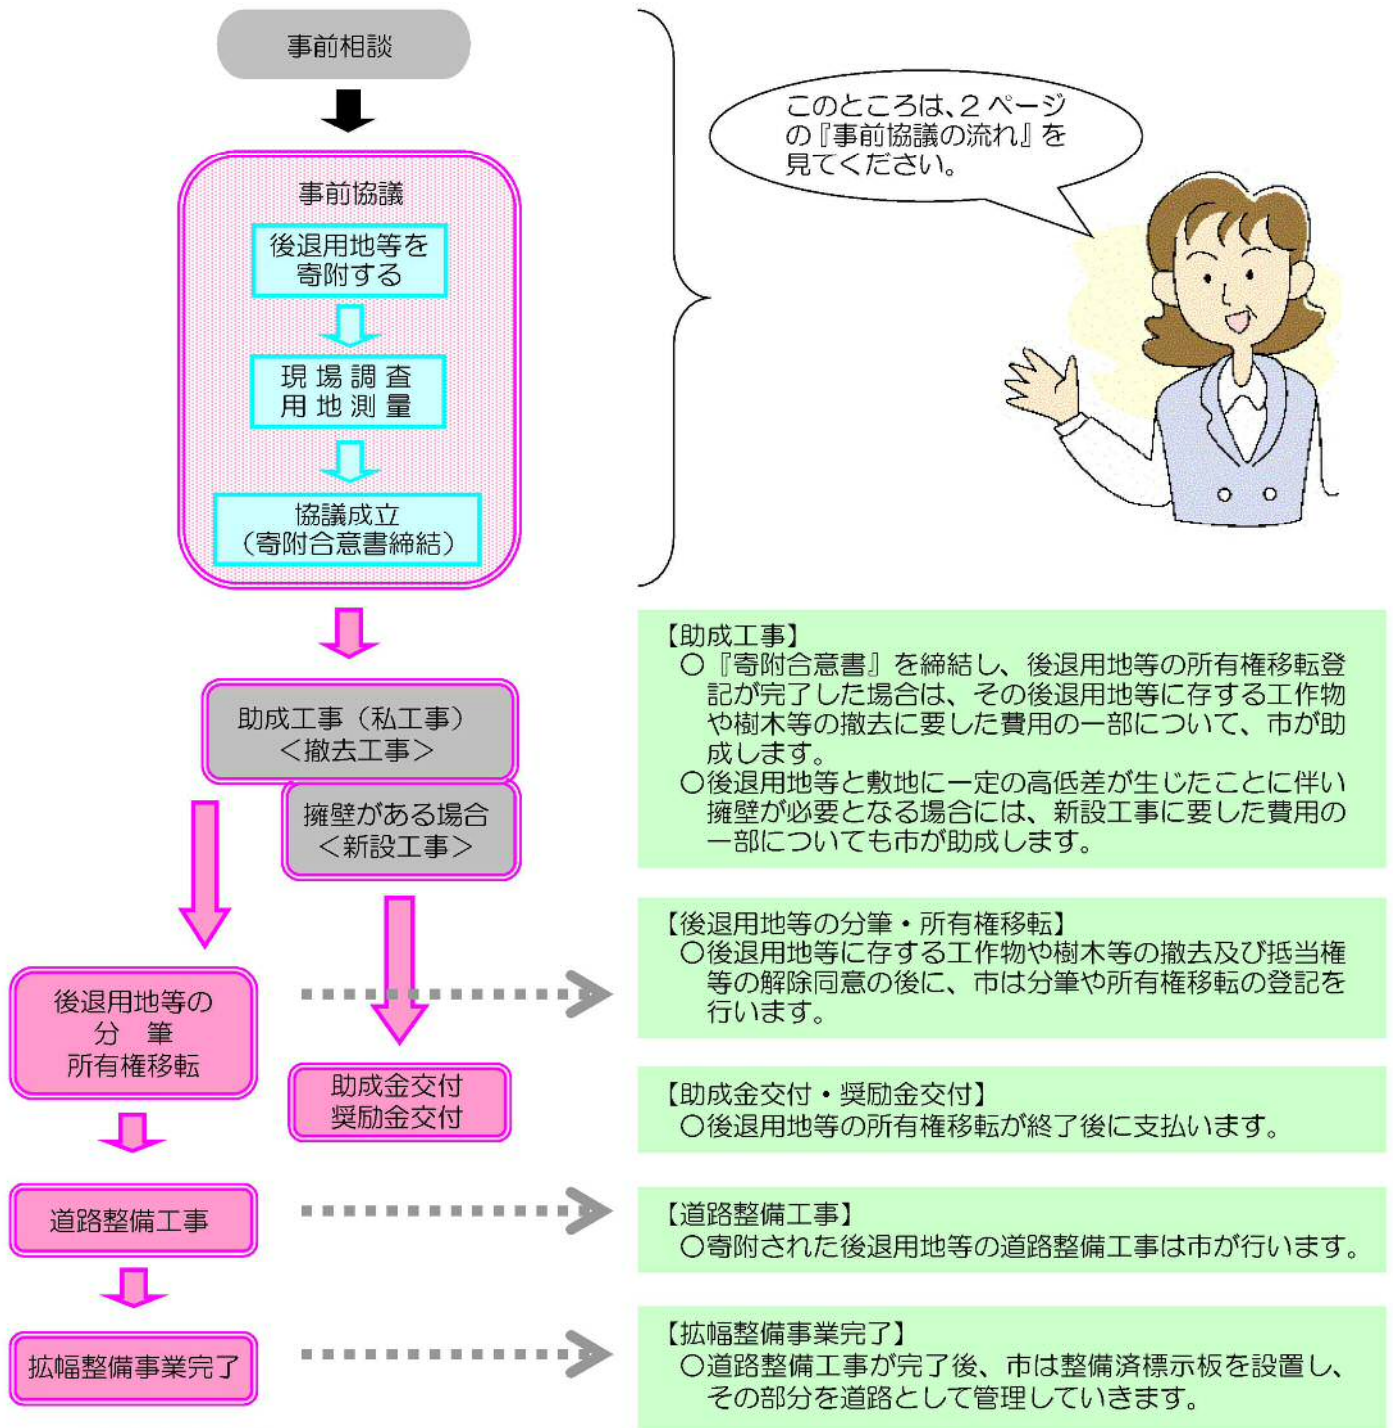 事前相談
このところは、2ページ
の『事前協議の流れ』を
見てください。
事前協議
後退用地等を
寄附する
現場調査
用地測量
協議成立
（寄附合意書締結）
助成工事（私工事）
＜撤去工事＞
擁壁がある場合
＜新設工事＞
【助成工事】
○『寄附合意書』を締結し、後退用地等の所有権移転登
記が完了した場合は、その後退用地等に存する工作物
や樹木等の撤去に要した費用の一部について、市が助
成します。
○後退用地等と敷地に一定の高低差が生じたことに伴い
擁壁が必要となる場合には、新設工事に要した費用の
一部についても市が助成します。
後退用地等の
分　筆
所有権移転
【後退用地等の分筆・所有権移転】
○後退用地等に存する工作物や樹木等の撤去及び抵当権
等の解除同意の後に、市は分筆や所有権移転の登記を
行います。
助成金交付
奨励金交付
【助成金交付・奨励金交付】
○後退用地等の所有権移転が終了後に支払います。
道路整備工事
【道路整備工事】
○寄附された後退用地等の道路整備工事は市が行います。
拡幅整備事業完了
【拡幅整備事業完了】
○道路整備工事が完了後、市は整備済標示板を設置し、
その部分を道路として管理していきます。